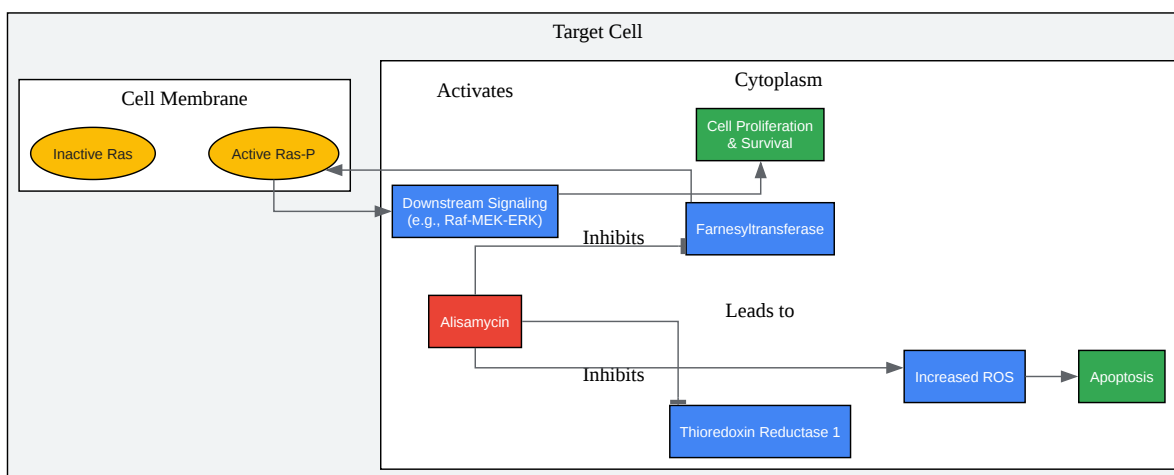 Target Cell
Cell Membrane
Inactive Ras
Active Ras-P
Activates
Cytoplasm
Cell Proliferation
& Survival
Downstream Signaling
(e.g., Raf-MEK-ERK)
Farnesyltransferase
Inhibits
Alisamycin
Leads to
Inhibits
Increased ROS
Apoptosis
Thioredoxin Reductase 1